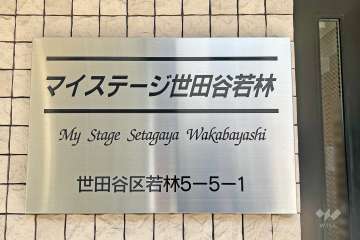 マイステージ世田谷若林
My Stage Setagaya Wakabayashi
世田谷区若林5-5-1